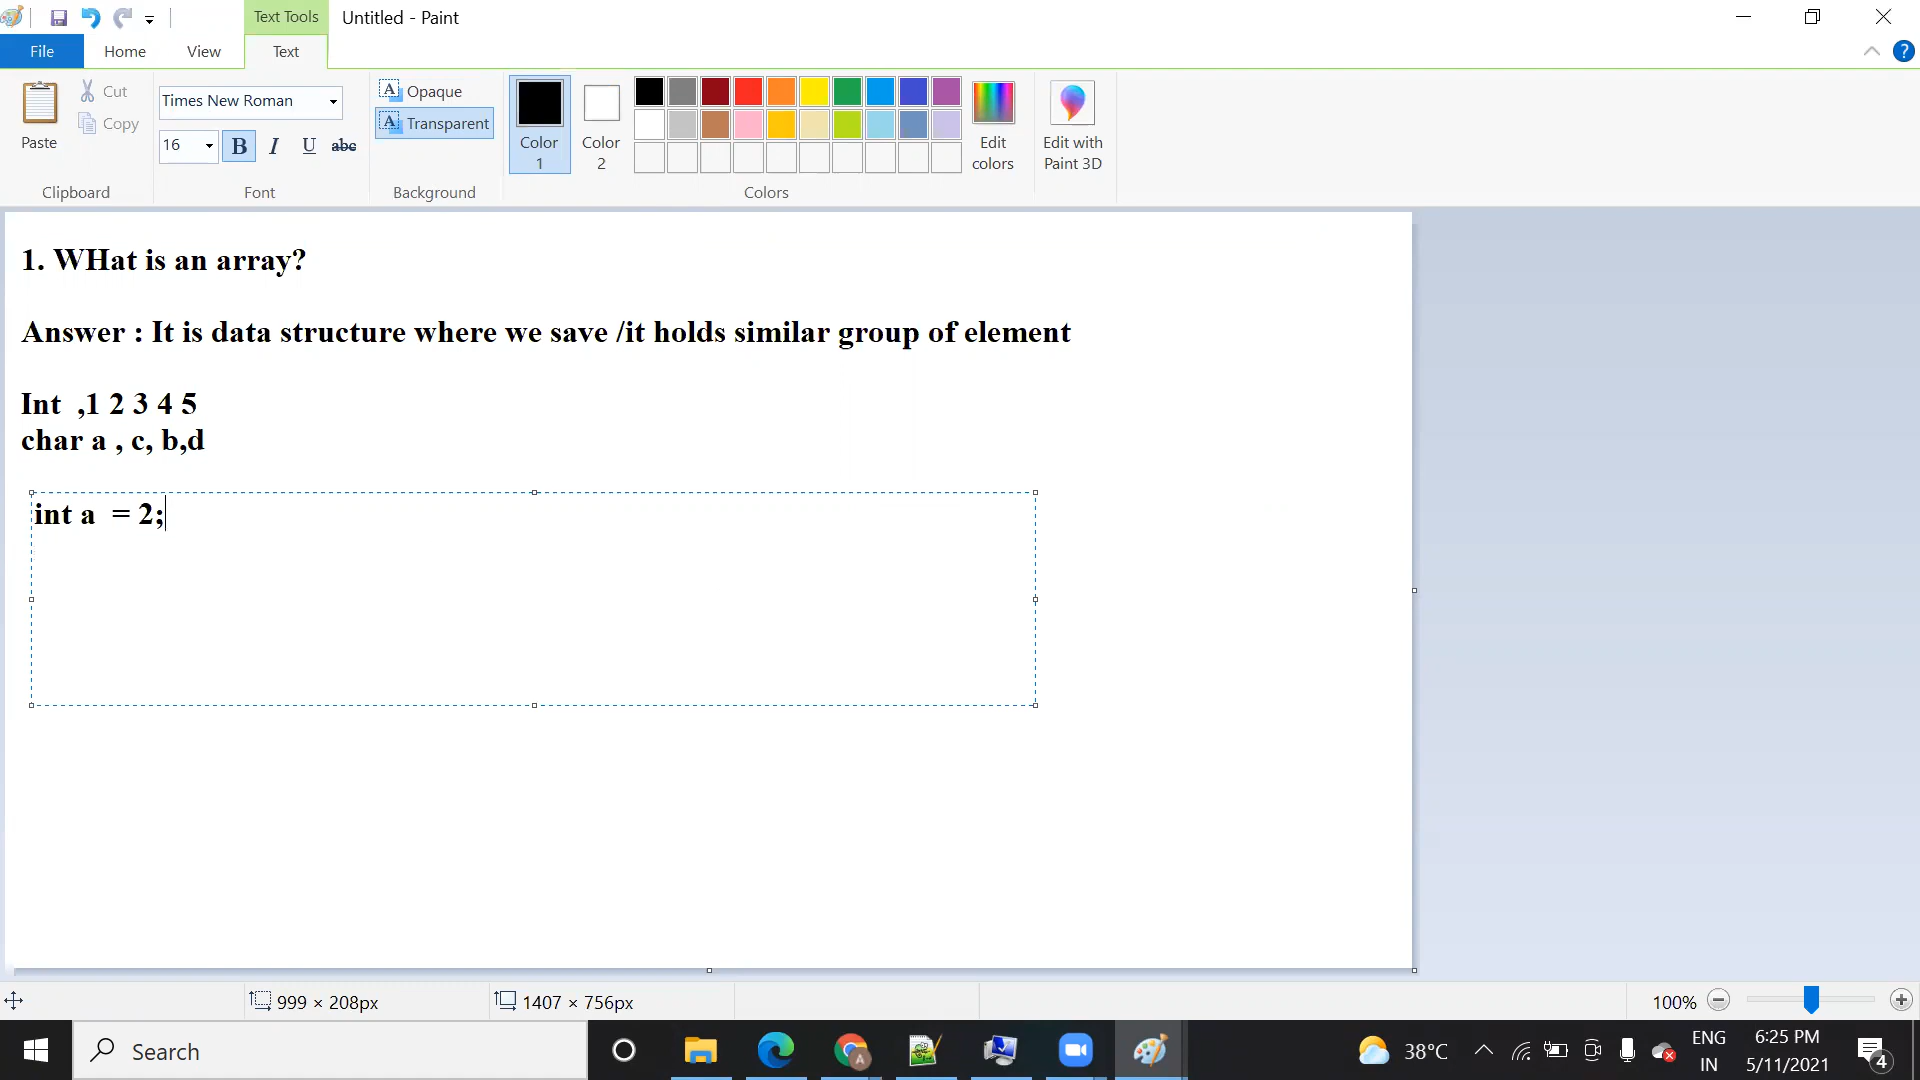 Text Tools
Untitled - Paint
File
Home
View
Text
?
Paste
Cut
Copy
Clipboard
Times New Roman
16
B
I
U
abc
Font
A Opaque
A Transparent
Background
Color
1
Color
2
Colors
Edit
colors
Edit with
Paint 3D
1. WHat is an array?
Answer : It is data structure where we save /it holds similar group of element
Int  ,1 2 3 4 5
char a , c, b,d
int a  = 2;
999 × 208px
1407 × 756px
100%
Search
A
38°C
ENG
IN
6:25 PM
5/11/2021
4